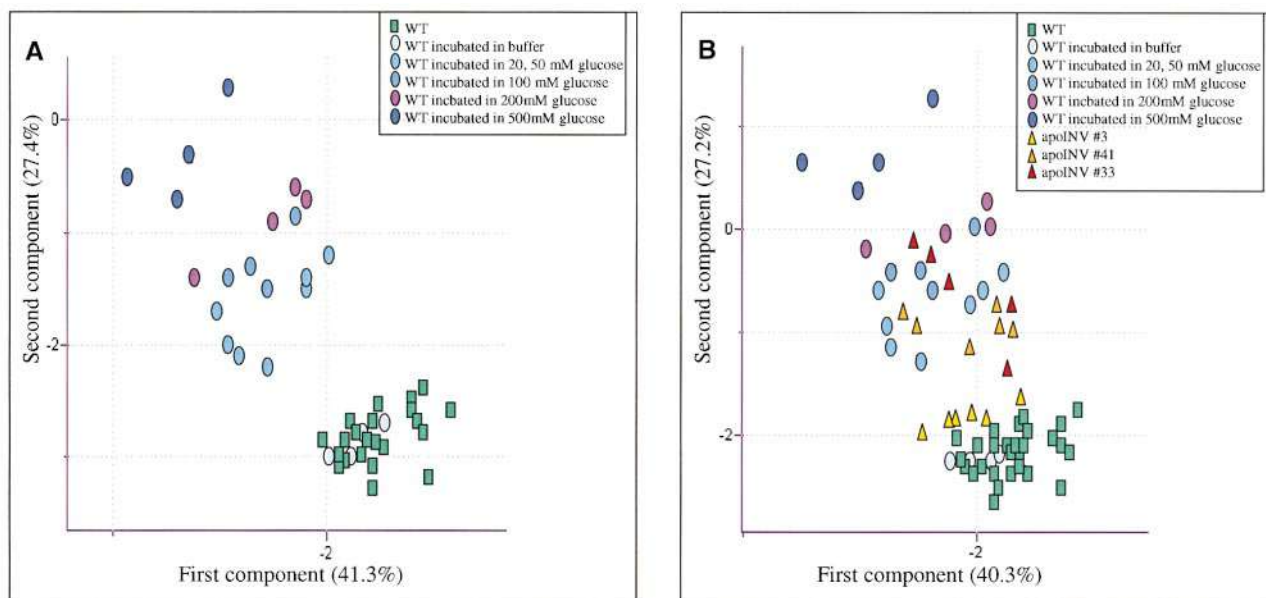 A
WT
WT incubated in buffer
WT incubated in 20, 50 mM glucose
WT incubated in 100 mM glucose
WT incbated in 200mM glucose
WT incubated in 500mM glucose
Second component (27.4%)
0
-2
-2
First component (41.3%)
B
WT
WT incubated in buffer
WT incubated in 20, 50 mM glucose
WT incubated in 100 mM glucose
WT incbated in 200mM glucose
WT incubated in 500mM glucose
apoINV #3
apoINV #41
apoINV #33
Second component (27.2%)
0
-2
-2
First component (40.3%)